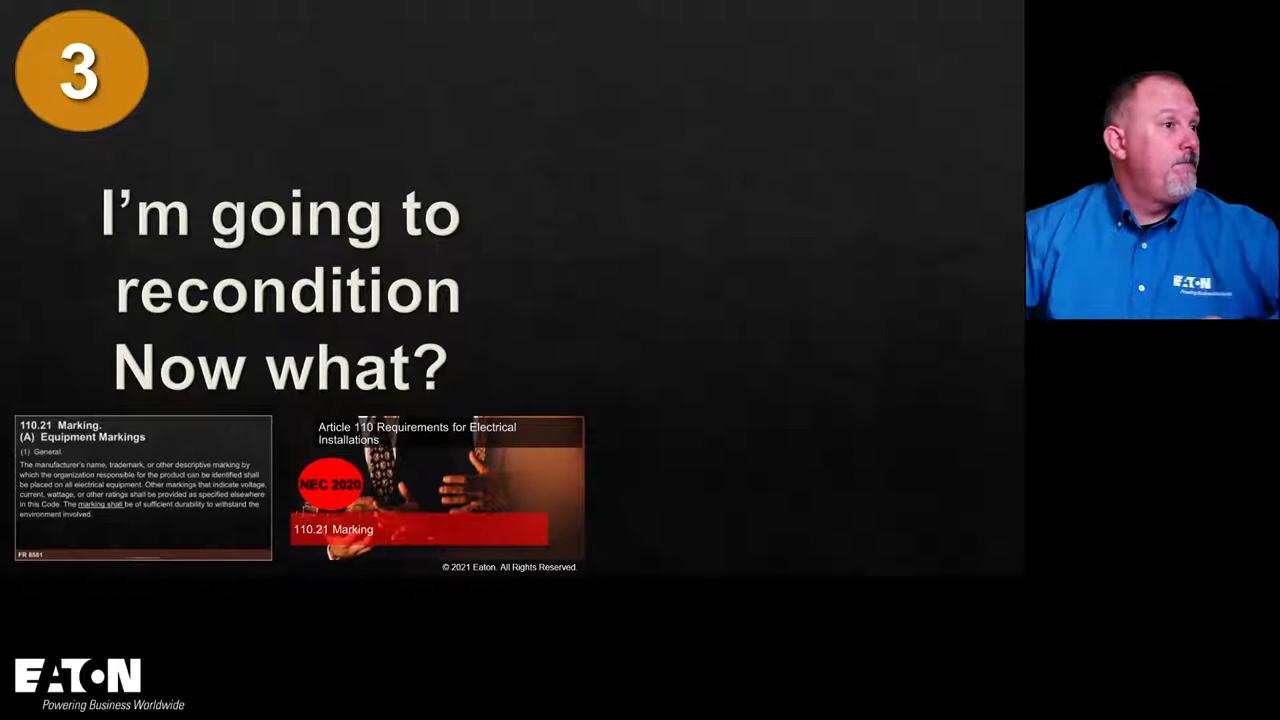 3
I'm going to
recondition
Now what?
110.21 Marking.
(A) Equipment Markings
(1) General.
The manufacturer's name, trademark, or other descriptive marking by
which the organization responsible for the product can be identified shall
be placed on all electrical equipment. Other markings that indicate voltage,
current, wattage, or other ratings shall be provided as specified elsewhere
in this Code. The marking shall be of sufficient durability to withstand the
environment involved.
FR 8581
Article 110 Requirements for Electrical
Installations
NEC 2020
110.21 Marking
© 2021 Eaton. All Rights Reserved.
EATON
Powering Business Worldwide
EATON
Powering Business Worldwide